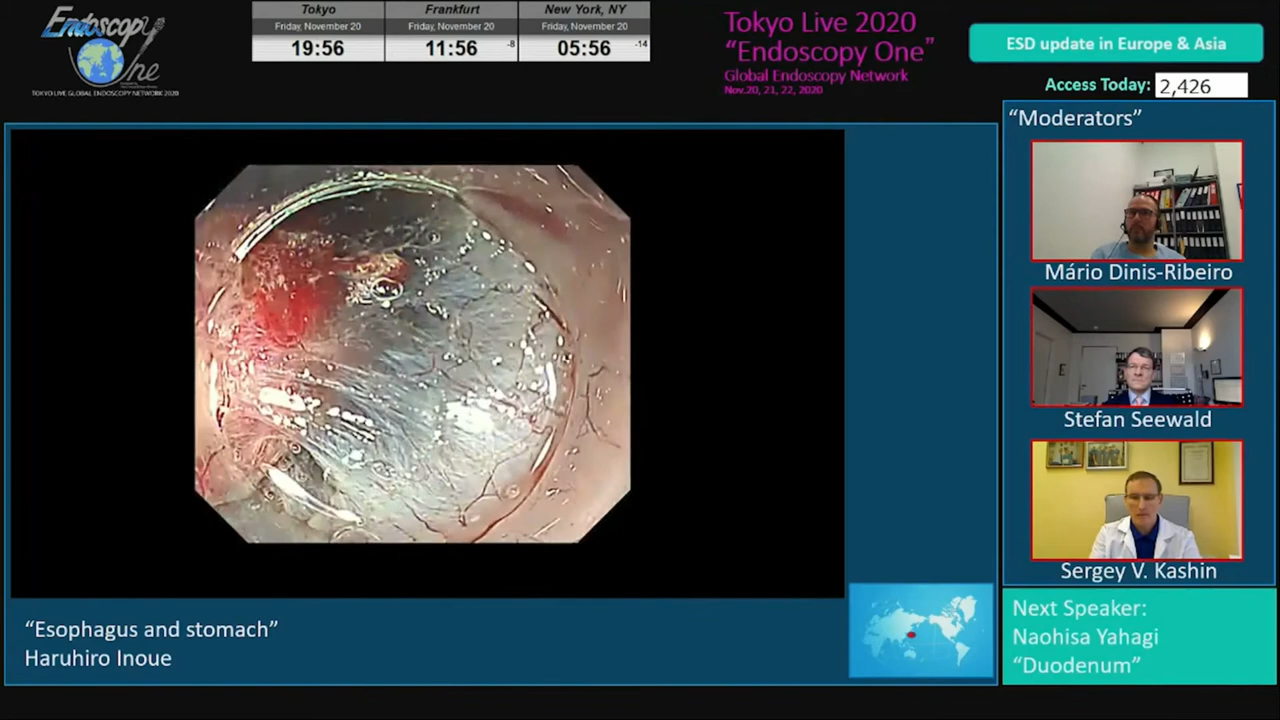 Endoscopy
One
TOKYO LIVE GLOBAL ENDOSCOPY NETWORK 2020
Tokyo
Friday, November 20
19:56
Frankfurt
Friday, November 20
11:56
-8
New York, NY
Friday, November 20
05:56
-14
Tokyo Live 2020
“Endoscopy One”
Global Endoscopy Network
Nov.20, 21, 22, 2020
ESD update in Europe & Asia
Access Today: 2,426
“Moderators”
Mário Dinis-Ribeiro
Stefan Seewald
Sergey V. Kashin
“Esophagus and stomach”
Haruhiro Inoue
Next Speaker:
Naohisa Yahagi
“Duodenum”